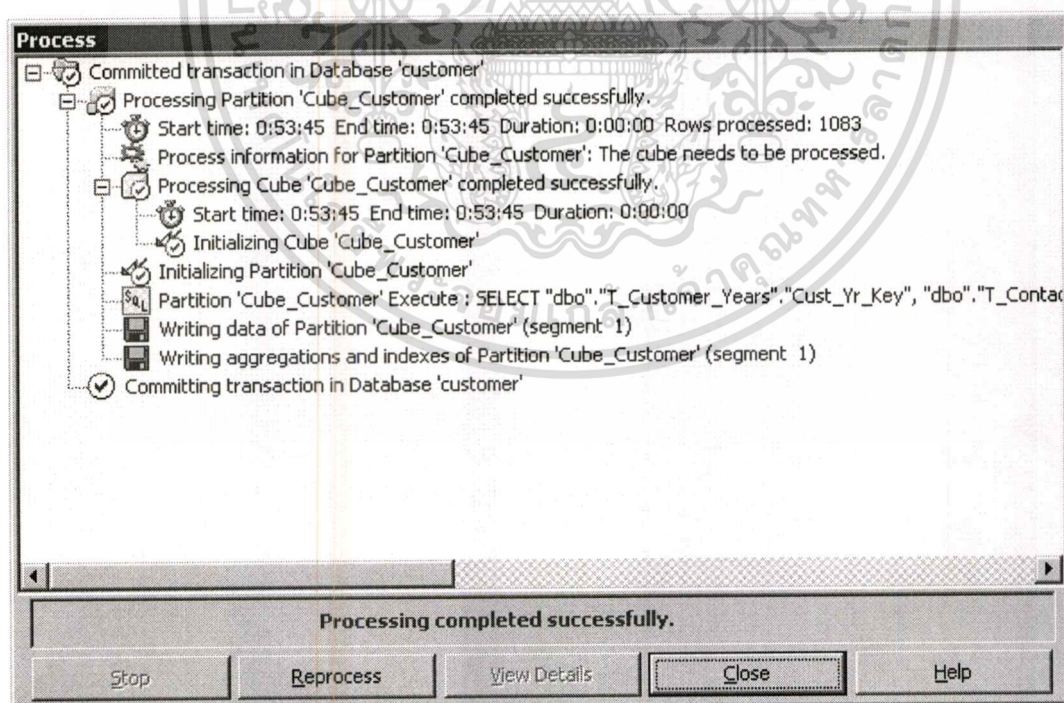 Process
Committed transaction in Database 'customer'
Processing Partition 'Cube_Customer' completed successfully.
Start time: 0:53:45 End time: 0:53:45 Duration: 0:00:00 Rows processed: 1083
Process information for Partition 'Cube_Customer': The cube needs to be processed.
Processing Cube 'Cube_Customer' completed successfully.
Start time: 0:53:45 End time: 0:53:45 Duration: 0:00:00
Initializing Cube 'Cube_Customer'
Initializing Partition 'Cube_Customer'
SQL Partition 'Cube_Customer' Execute : SELECT "dbo"."T_Customer_Years"."Cust_Yr_Key", "dbo"."T_Contac
Writing data of Partition 'Cube_Customer' (segment 1)
Writing aggregations and indexes of Partition 'Cube_Customer' (segment 1)
Committing transaction in Database 'customer'
Processing completed successfully.
Stop Reprocess View Details Close Help